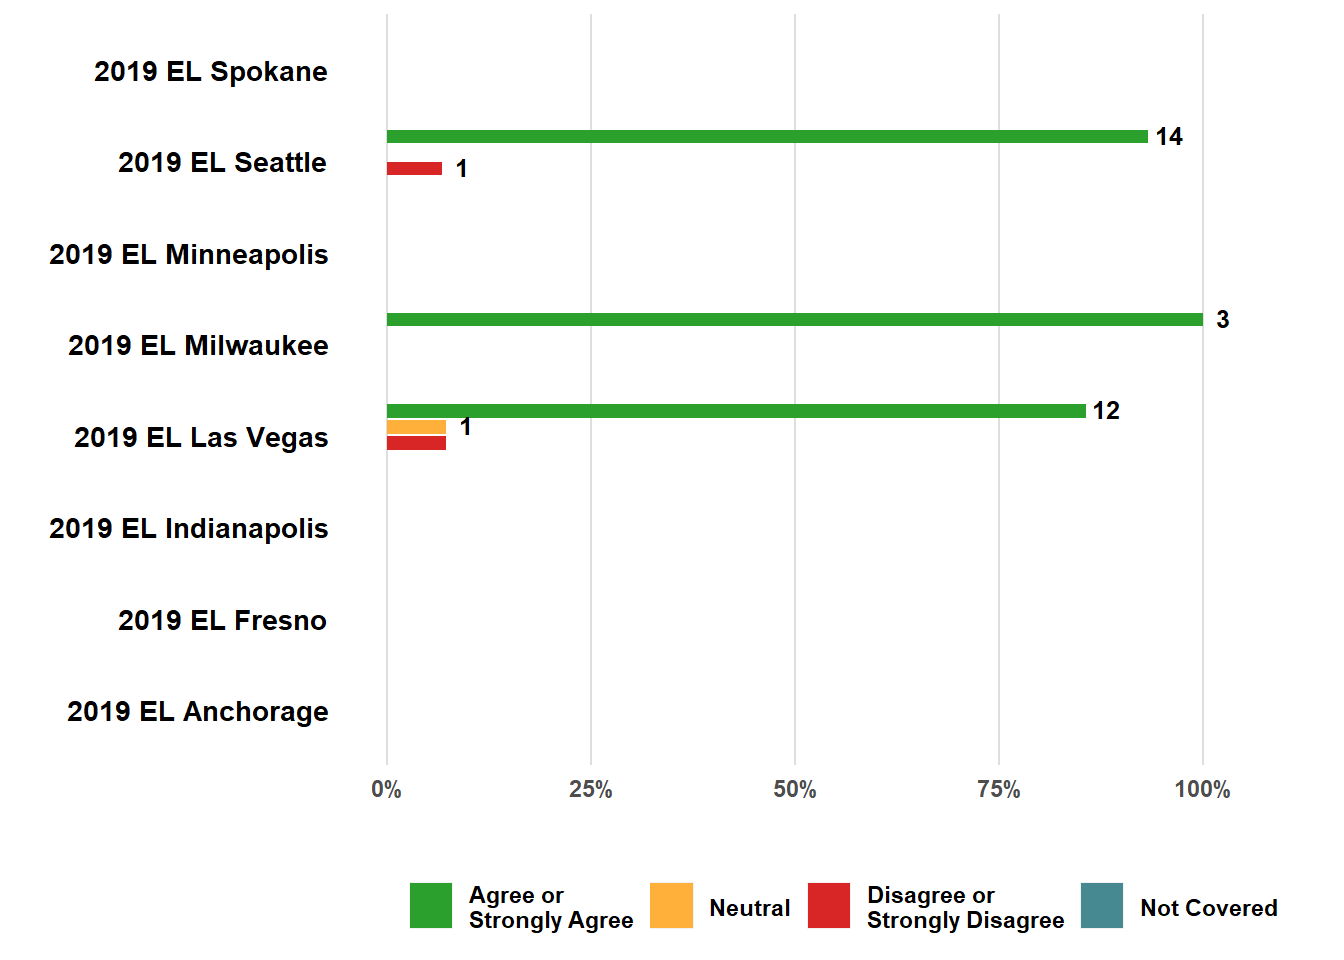 2019 EL Spokane
14
2019 EL Seattle
1
2019 EL Minneapolis
3
2019 EL Milwaukee
12
1
2019 EL Las Vegas
2019 EL Indianapolis
2019 EL Fresno
2019 EL Anchorage
0% 25% 50% 75% 100%
Agree or
Strongly Agree
Neutral
Disagree or
Strongly Disagree
Not Covered